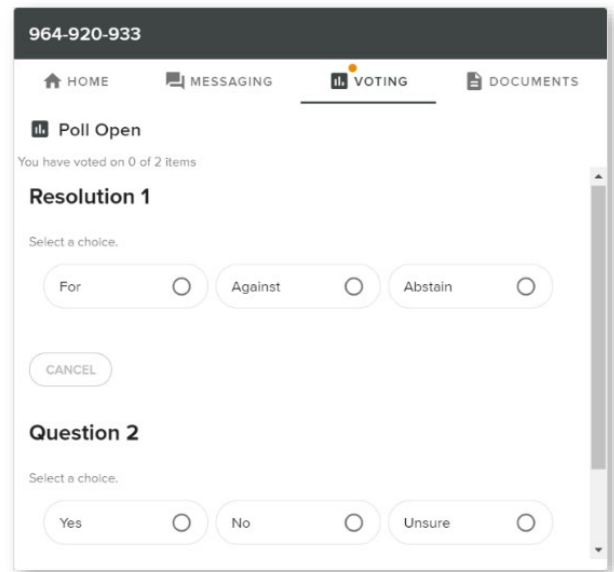 964-920-933
HOME MESSAGING VOTING DOCUMENTS
Poll Open
You have voted on 0 of 2 items
Resolution 1
Select a choice.
For Against Abstain
CANCEL
Question 2
Select a choice.
Yes No Unsure